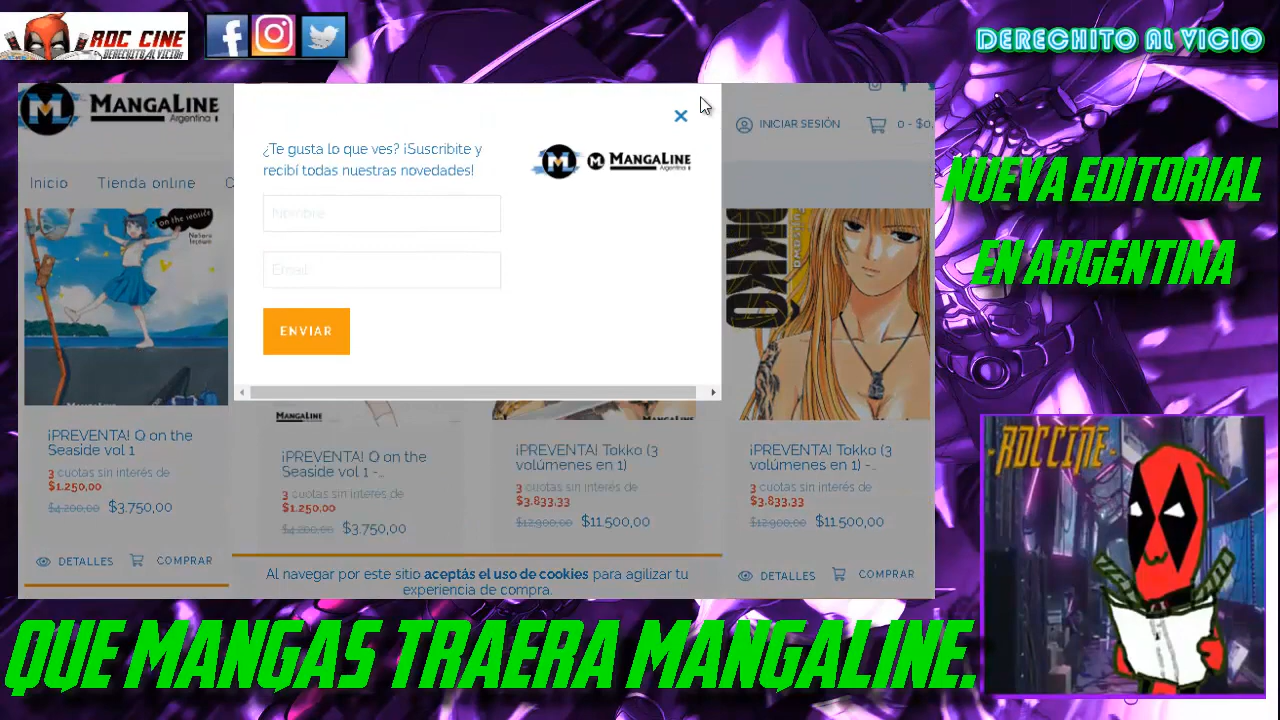 ROC CINE
DERECHITO AL VICIO
DERECHITO AL VICIO
MANGALINE
Argentina
¿Te gusta lo que ves? ¡Suscribite y
recibí todas nuestras novedades!
ML M MANGALINE
Argentina
Nombre
Email
ENVIAR
INICIAR SESIÓN
0 - $0,
Inicio
Tienda online
on the seaside
NUEVA EDITORIAL
EN ARGENTINA
MANGALINE
MANGALINE
¡PREVENTA! O on the
Seaside vol 1
3 cuotas sin interés de
$1.250,00
$4.200,00 $3.750,00
DETALLES COMPRAR
¡PREVENTA! O on the
Seaside vol 1 -...
3 cuotas sin interés de
$1.250,00
$4.200,00 $3.750,00
¡PREVENTA! Tokko (3
volúmenes en 1)
3 cuotas sin interés de
$3.833,33
$12.900,00 $11.500,00
¡PREVENTA! Tokko (3
volúmenes en 1) -...
3 cuotas sin interés de
$3.833,33
$12.900,00 $11.500,00
DETALLES COMPRAR
Al navegar por este sitio aceptás el uso de cookies para agilizar tu
experiencia de compra.
-ROC CINE-
QUE MANGAS TRAERA MANGALINE.